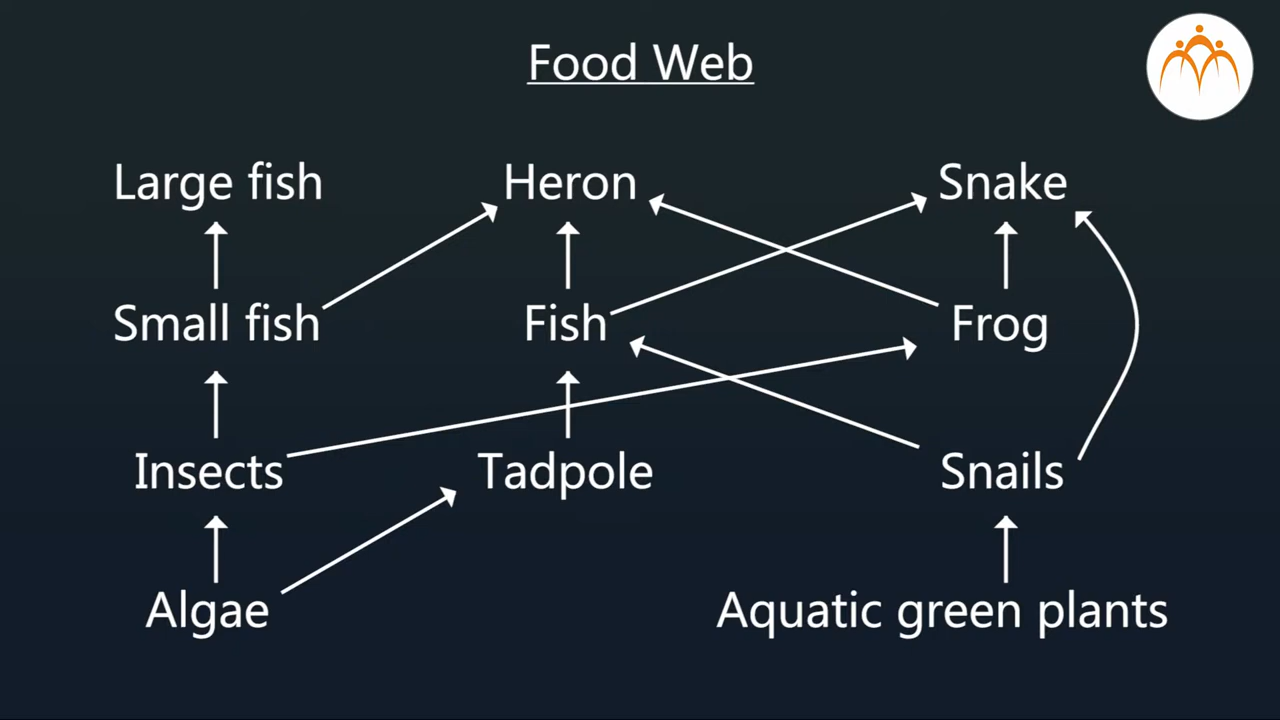 Food Web
Large fish
Heron
Snake
Small fish
Fish
Frog
Insects
Tadpole
Snails
Algae
Aquatic green plants